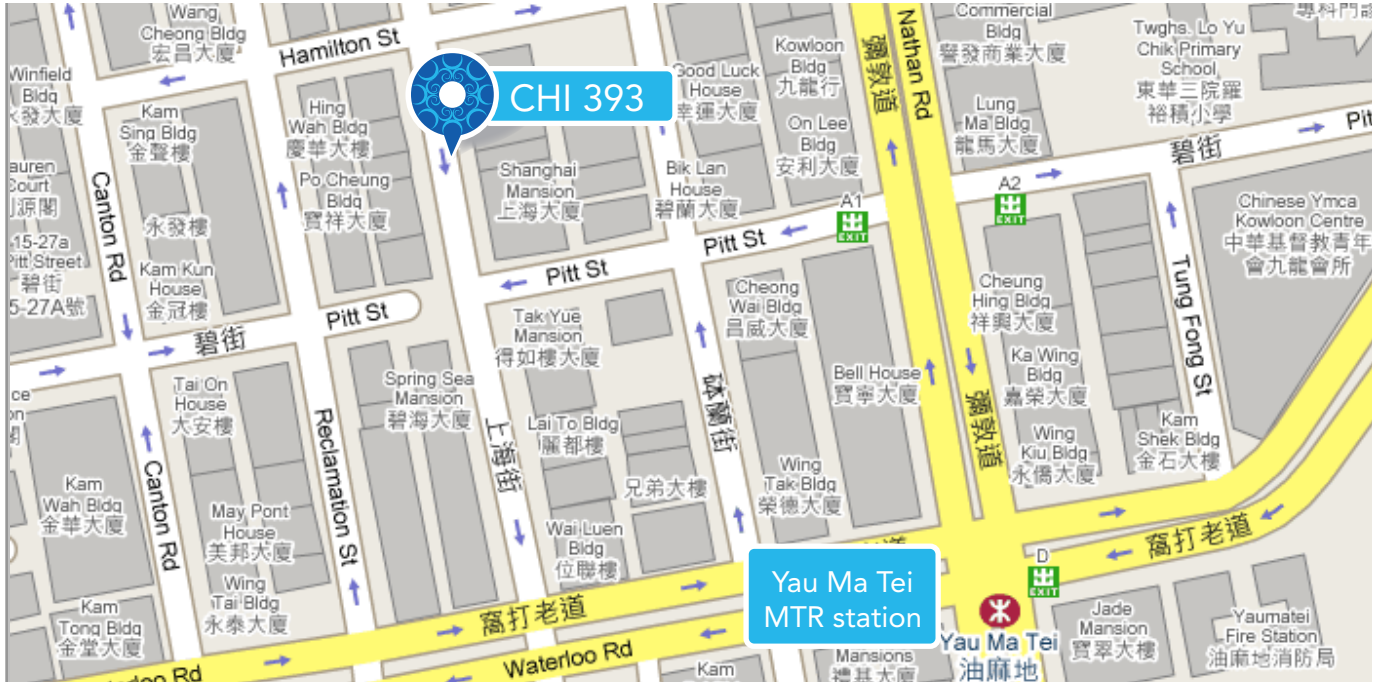 Wang
Cheong Bldg
宏昌大廈
Hamilton St
CHI 393
Good Luck
House
幸運大廈
Kowloon
Bldg
九龍行
彌敦道
Nathan Rd
Commercial
Bldg
譽發商業大廈
Twghs. Lo Yu
Chik Primary
School
東華三院羅
裕積小學
Winfield
Bldg
發大廈
Kam
Sing Bldg
金聲樓
Hing
Wah Bldg
慶華大樓
On Lee
Bldg
安利大廈
Lung
Ma Bldg
龍馬大廈
碧街
Pit
auren
Court
源閣
Canton Rd
永發樓
Po Cheung
Bldg
寶祥大廈
Shanghai
Mansion
上海大廈
Bik Lan
House
碧蘭大廈
A1
EXIT
A2
EXIT
Chinese Ymca
Kowloon Centre
中華基督教青年
會九龍會所
15-27a
Pitt Street
碧街
5-27A號
Kam Kun
House
金冠樓
Pitt St
Pitt St
Pitt St
碧街
Tak Yue
Mansion
得如樓大廈
Cheong
Wai Bldg
昌威大廈
Cheung
Hing Bldg
祥興大廈
Tung Fong St
Tai On
House
大安樓
Reclamation St
Spring Sea
Mansion
碧海大廈
上海街
Lai To Bldg
麗都樓
砵蘭街
Bell House
寶寧大廈
彌敦道
Ka Wing
Bldg
嘉榮大廈
Kam
Shek Bldg
金石大樓
Wing
Kiu Bldg
永僑大廈
Kam
Wah Bldg
金華大廈
Canton Rd
May Pont
House
美邦大廈
兄弟大樓
Wing
Tak Bldg
榮德大廈
Wai Luen
Bldg
位聯樓
窩打老道
D
EXIT
Kam
Tong Bldg
金堂大廈
Wing
Tai Bldg
永泰大廈
窩打老道
Waterloo Rd
Yau Ma Tei
MTR station
Yau Ma Tei
油麻地
Jade
Mansion
寶翠大樓
Yaumatei
Fire Station
油麻地消防局
Rd
Kam
Mansions